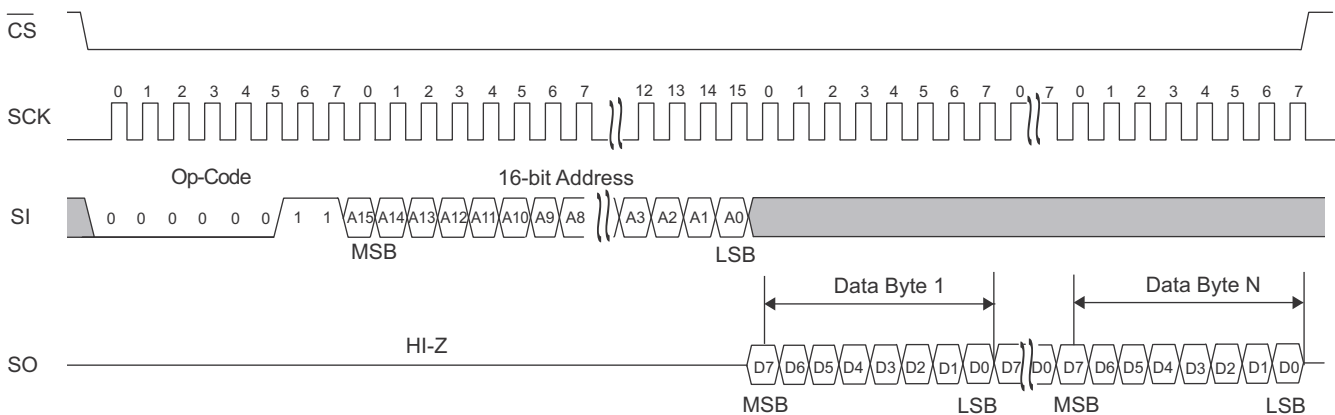 CS
0 1 2 3 4 5 6 7 0 1 2 3 4 5 6 7 12 13 14 15 0 1 2 3 4 5 6 7 0 7 0 1 2 3 4 5 6 7
SCK
Op-Code 16-bit Address
SI 0 0 0 0 0 0 1 1 A15 A14 A13 A12 A11 A10 A9 A8 A3 A2 A1 A0
MSB LSB
Data Byte 1 Data Byte N
HI-Z
SO D7 D6 D5 D4 D3 D2 D1 D0 D7 D0 D7 D6 D5 D4 D3 D2 D1 D0
MSB LSB MSB LSB